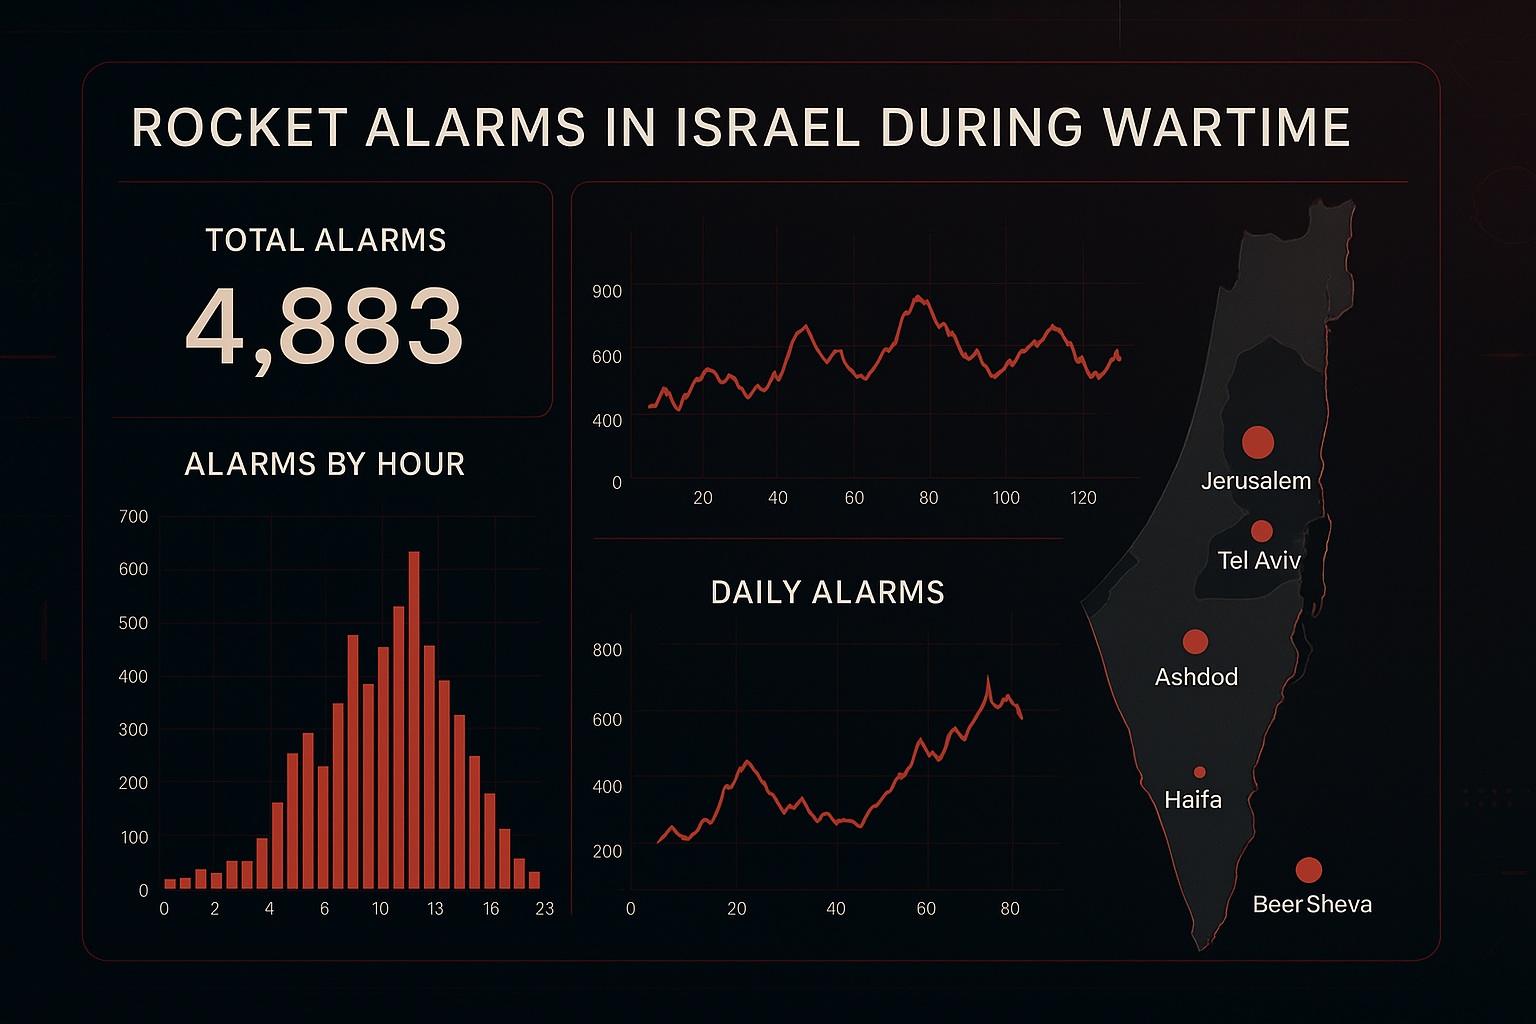 ROCKET ALARMS IN ISRAEL DURING WARTIME
TOTAL ALARMS
4,883
ALARMS BY HOUR
700
600
500
400
300
200
100
0
0 2 4 6 10 13 16 23
900
600
400
0
20 40 60 80 100 120
DAILY ALARMS
800
600
400
200
0 20 40 60 80
Jerusalem
Tel Aviv
Ashdod
Haifa
Beer Sheva